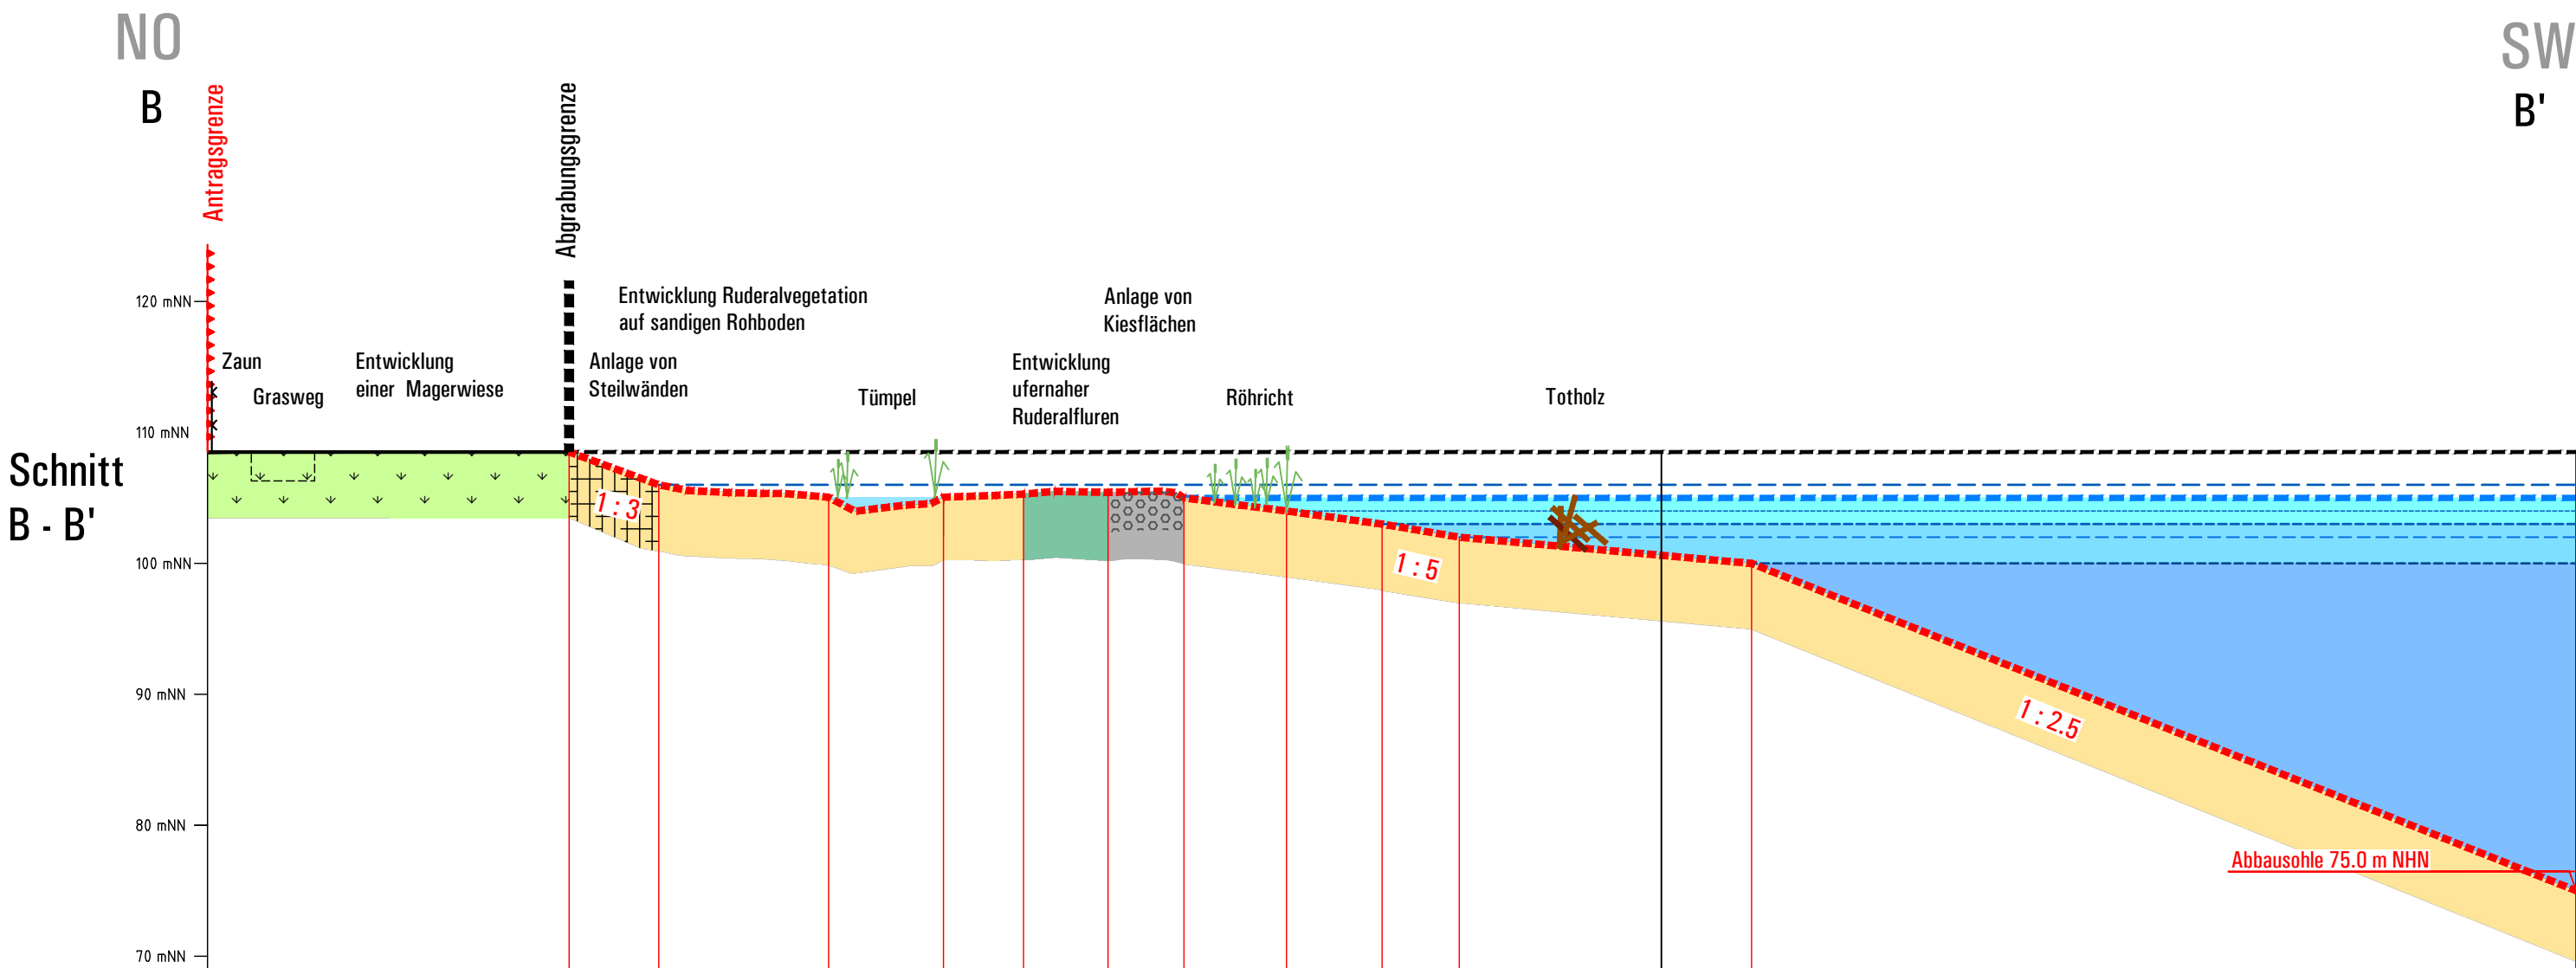 NO
SW
B
B'
Antragsgrenze
Abgrabungsgrenze
Entwicklung Ruderalvegetation
auf sandigen Rohboden
Anlage von
Kiesflächen
120 mNN
Zaun
Grasweg
Entwicklung
einer Magerwiese
Anlage von
Steilwänden
Tümpel
Entwicklung
ufernaher
Ruderalfluren
Röhricht
Totholz
110 mNN
Schnitt
B - B'
1 : 3
100 mNN
1 : 5
90 mNN
1 : 2.5
80 mNN
Abbausohle 75.0 m NHN
70 mNN